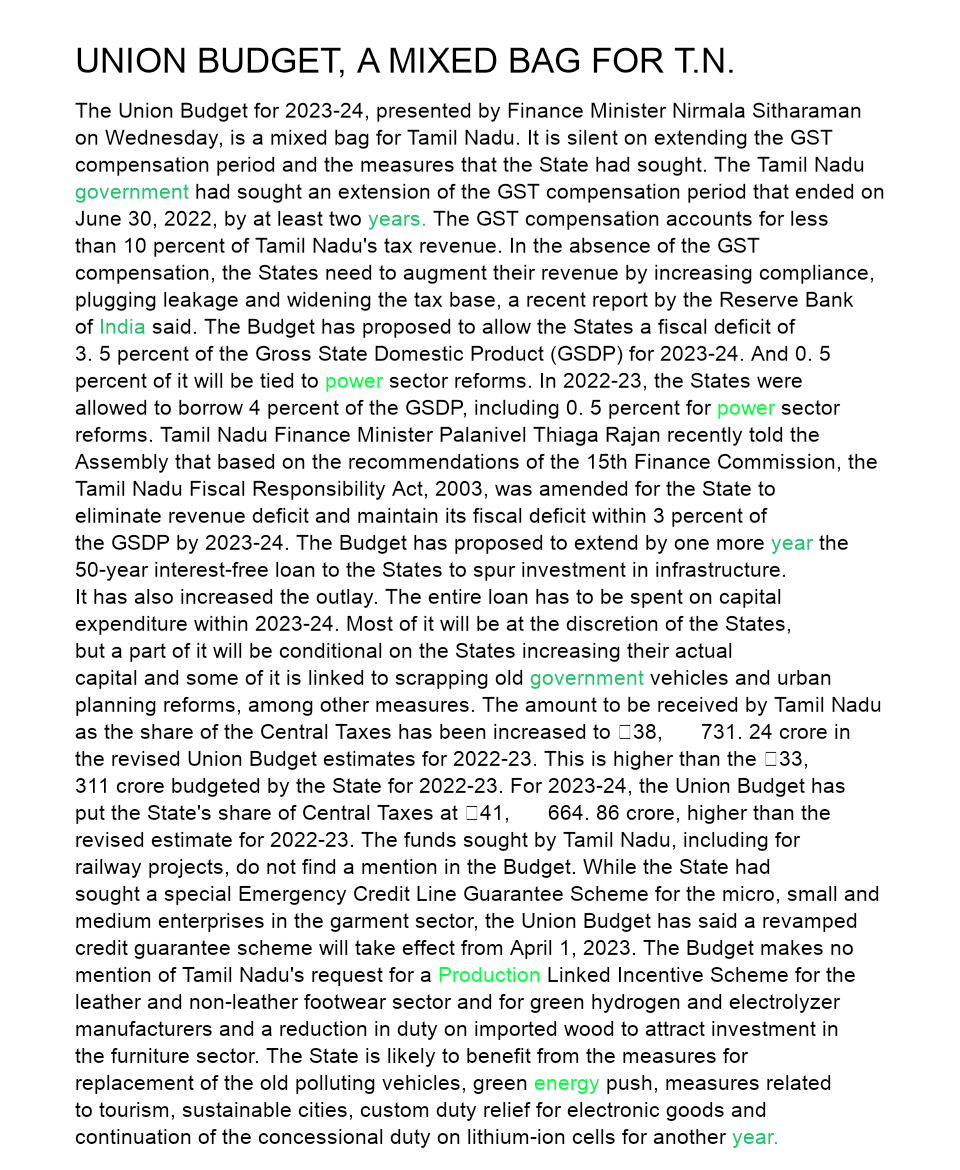 UNION BUDGET, A MIXED BAG FOR T.N.
The Union Budget for 2023-24, presented by Finance Minister Nirmala Sitharaman
on Wednesday, is a mixed bag for Tamil Nadu. It is silent on extending the GST
compensation period and the measures that the State had sought. The Tamil Nadu
government had sought an extension of the GST compensation period that ended on
June 30, 2022, by at least two years. The GST compensation accounts for less
than 10 percent of Tamil Nadu's tax revenue. In the absence of the GST
compensation, the States need to augment their revenue by increasing compliance,
plugging leakage and widening the tax base, a recent report by the Reserve Bank
of India said. The Budget has proposed to allow the States a fiscal deficit of
3. 5 percent of the Gross State Domestic Product (GSDP) for 2023-24. And 0. 5
percent of it will be tied to power sector reforms. In 2022-23, the States were
allowed to borrow 4 percent of the GSDP, including 0. 5 percent for power sector
reforms. Tamil Nadu Finance Minister Palanivel Thiaga Rajan recently told the
Assembly that based on the recommendations of the 15th Finance Commission, the
Tamil Nadu Fiscal Responsibility Act, 2003, was amended for the State to
eliminate revenue deficit and maintain its fiscal deficit within 3 percent of
the GSDP by 2023-24. The Budget has proposed to extend by one more year the
50-year interest-free loan to the States to spur investment in infrastructure.
It has also increased the outlay. The entire loan has to be spent on capital
expenditure within 2023-24. Most of it will be at the discretion of the States,
but a part of it will be conditional on the States increasing their actual
capital and some of it is linked to scrapping old government vehicles and urban
planning reforms, among other measures. The amount to be received by Tamil Nadu
as the share of the Central Taxes has been increased to □38, 731. 24 crore in
the revised Union Budget estimates for 2022-23. This is higher than the □33,
311 crore budgeted by the State for 2022-23. For 2023-24, the Union Budget has
put the State's share of Central Taxes at □41, 664. 86 crore, higher than the
revised estimate for 2022-23. The funds sought by Tamil Nadu, including for
railway projects, do not find a mention in the Budget. While the State had
sought a special Emergency Credit Line Guarantee Scheme for the micro, small and
medium enterprises in the garment sector, the Union Budget has said a revamped
credit guarantee scheme will take effect from April 1, 2023. The Budget makes no
mention of Tamil Nadu's request for a Production Linked Incentive Scheme for the
leather and non-leather footwear sector and for green hydrogen and electrolyzer
manufacturers and a reduction in duty on imported wood to attract investment in
the furniture sector. The State is likely to benefit from the measures for
replacement of the old polluting vehicles, green energy push, measures related
to tourism, sustainable cities, custom duty relief for electronic goods and
continuation of the concessional duty on lithium-ion cells for another year.